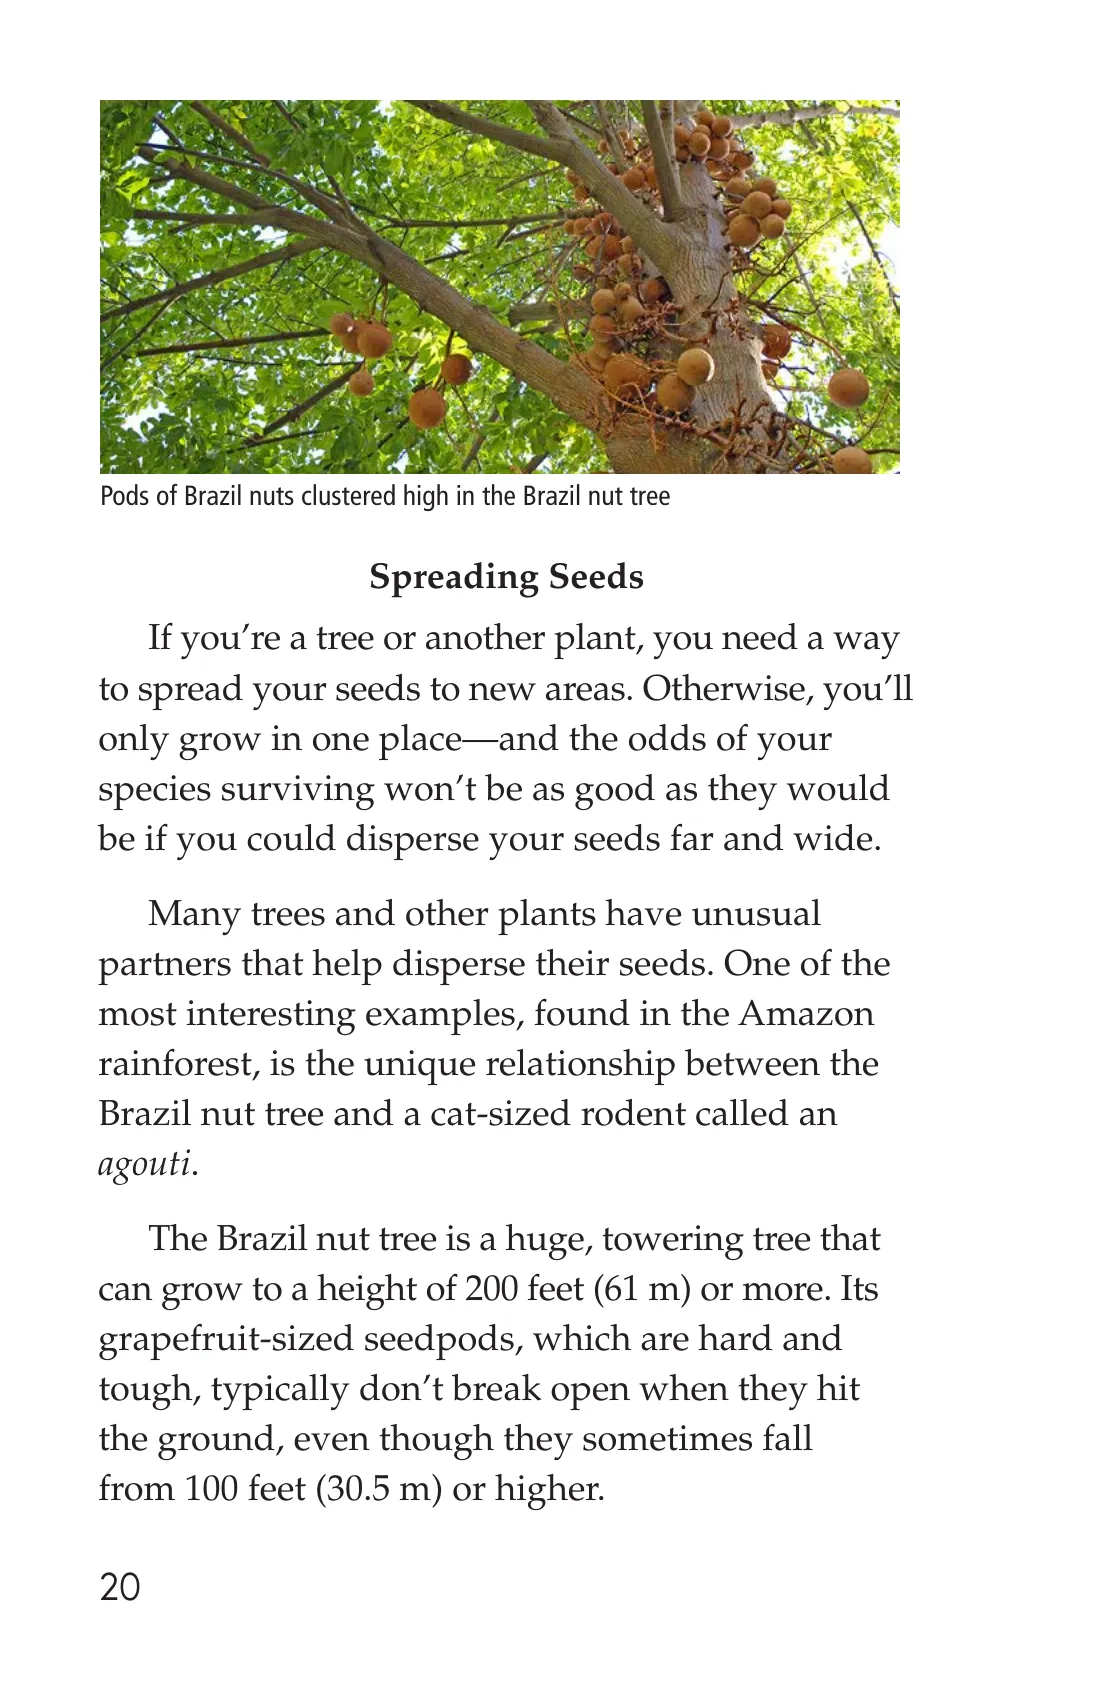 Pods of Brazil nuts clustered high in the Brazil nut tree
Spreading Seeds
If you’re a tree or another plant, you need a way
to spread your seeds to new areas. Otherwise, you’ll
only grow in one place—and the odds of your
species surviving won’t be as good as they would
be if you could disperse your seeds far and wide.
Many trees and other plants have unusual
partners that help disperse their seeds. One of the
most interesting examples, found in the Amazon
rainforest, is the unique relationship between the
Brazil nut tree and a cat-sized rodent called an
agouti.
The Brazil nut tree is a huge, towering tree that
can grow to a height of 200 feet (61 m) or more. Its
grapefruit-sized seedpods, which are hard and
tough, typically don’t break open when they hit
the ground, even though they sometimes fall
from 100 feet (30.5 m) or higher.
20